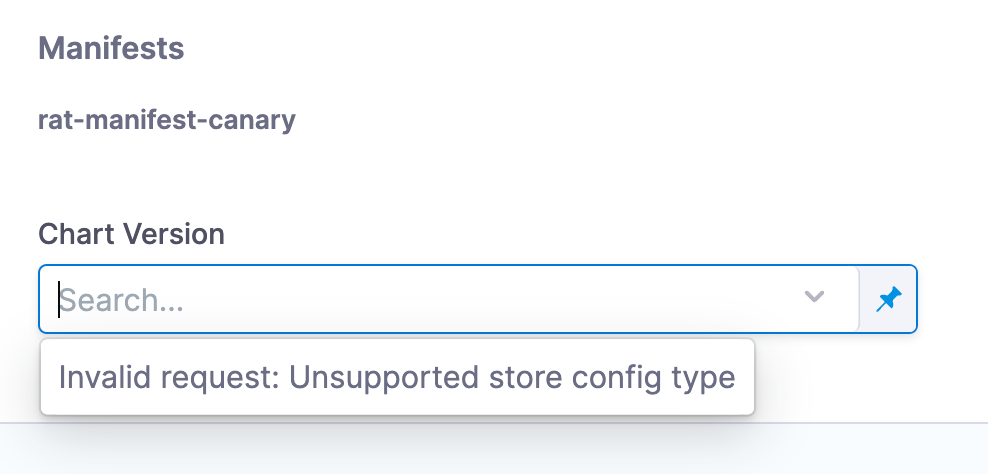 Manifests
rat-manifest-canary
Chart Version
Search...
Invalid request: Unsupported store config type